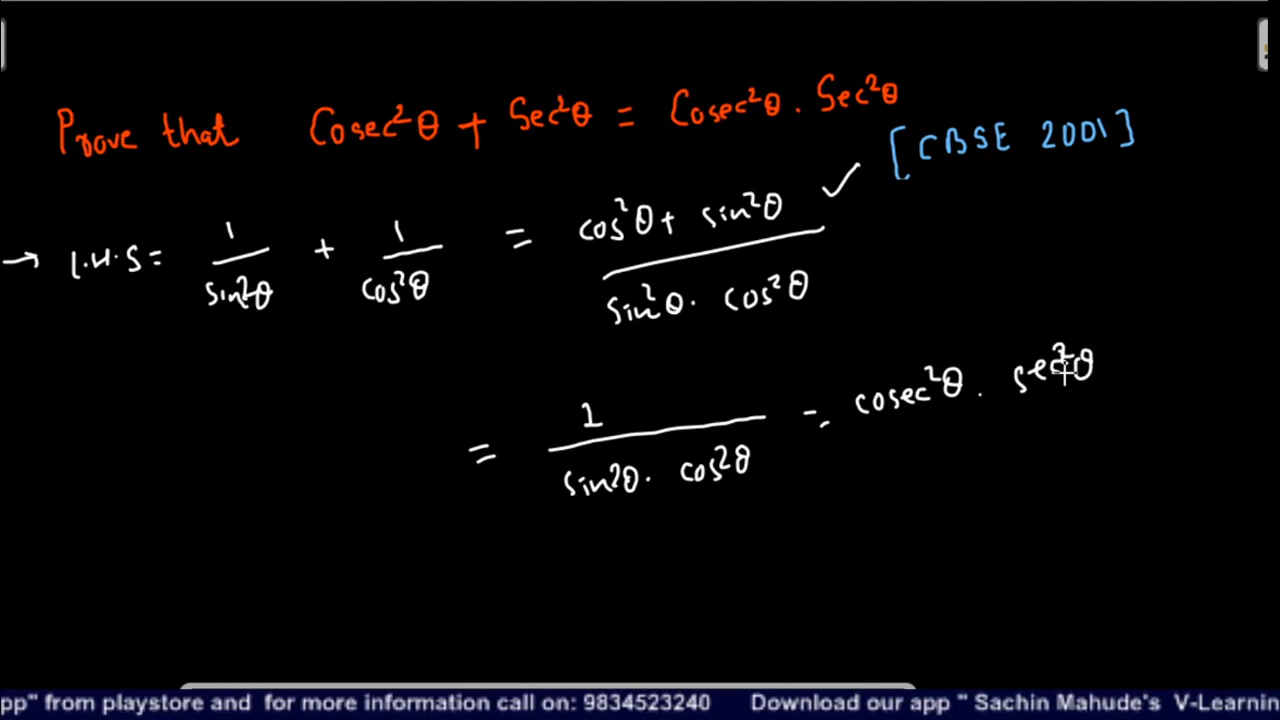 Prove that Cosec²θ + Sec²θ = Cosec²θ . Sec²θ
[CBSE 2001]
→ L.H.S = 1/sin²θ + 1/cos²θ = cos²θ + sin²θ / sin²θ . cos²θ ✓
= 1 / sin²θ . cos²θ = cosec²θ . sec²θ
pp" from playstore and for more information call on: 9834523240 Download our app " Sachin Mahude's V-Learnin